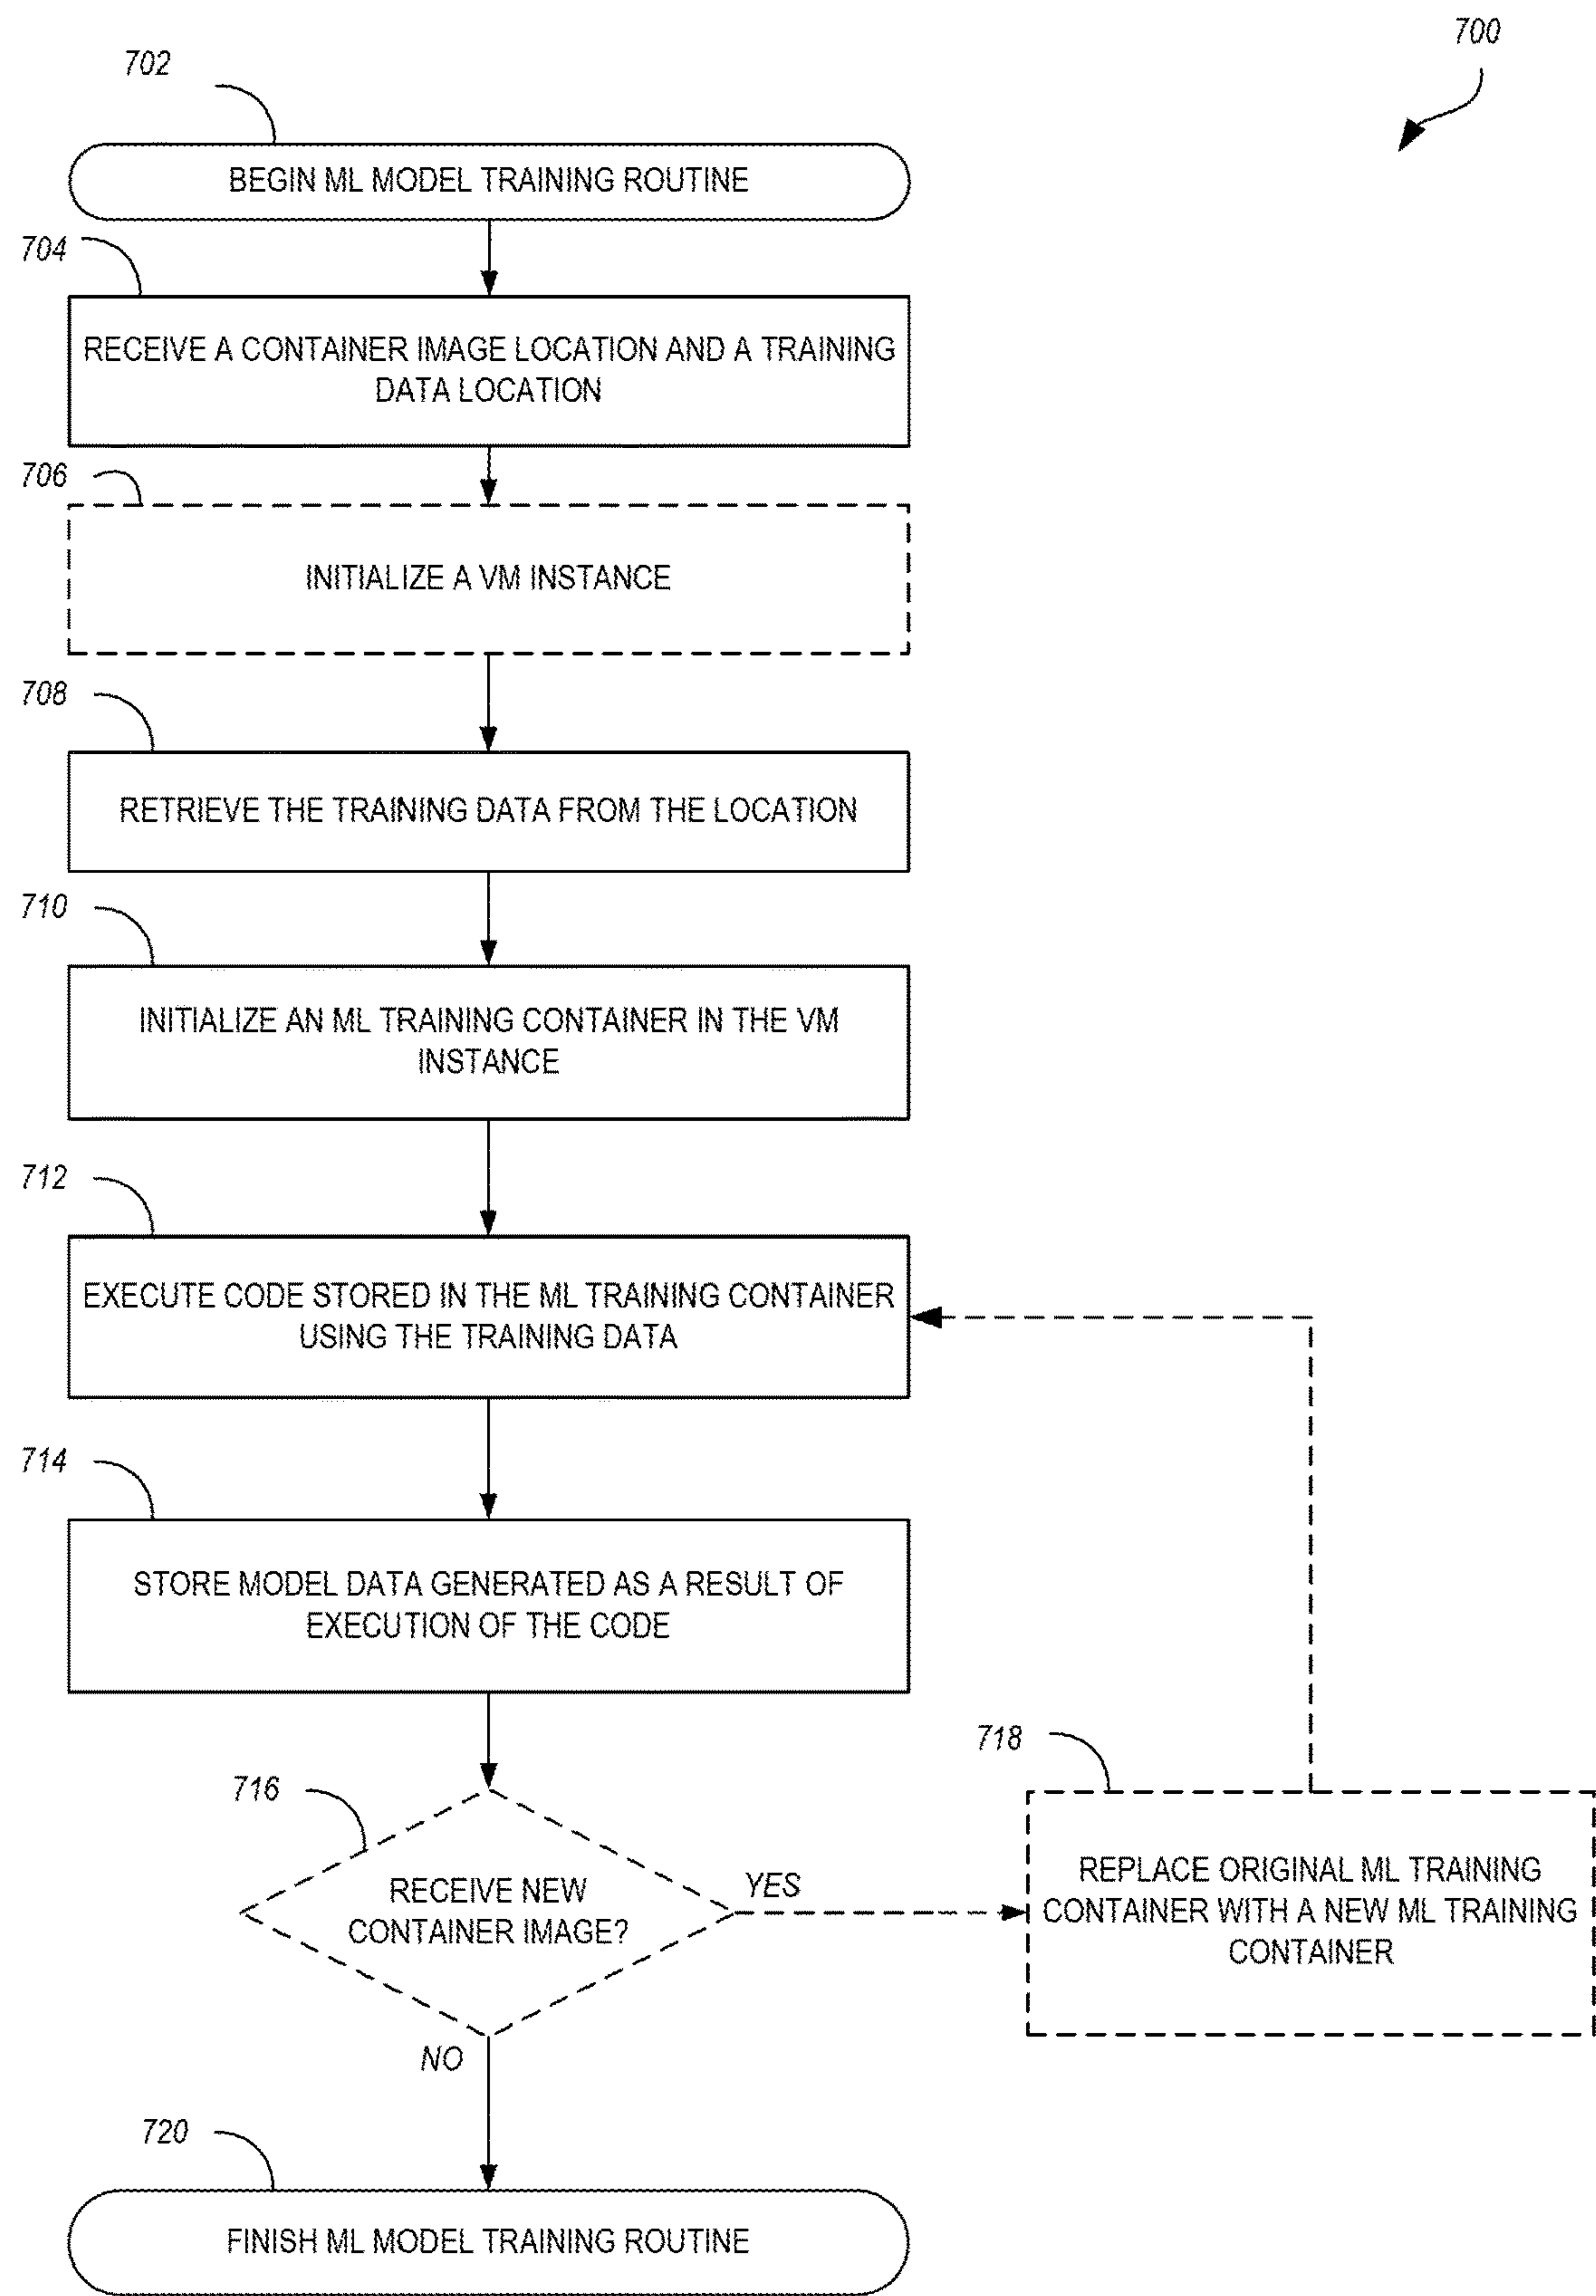 700
702
BEGIN ML MODEL TRAINING ROUTINE
704
RECEIVE A CONTAINER IMAGE LOCATION AND A TRAINING
DATA LOCATION
706
INITIALIZE A VM INSTANCE
708
RETRIEVE THE TRAINING DATA FROM THE LOCATION
710
INITIALIZE AN ML TRAINING CONTAINER IN THE VM
INSTANCE
712
EXECUTE CODE STORED IN THE ML TRAINING CONTAINER
USING THE TRAINING DATA
714
STORE MODEL DATA GENERATED AS A RESULT OF
EXECUTION OF THE CODE
716
RECEIVE NEW
CONTAINER IMAGE?
YES
718
REPLACE ORIGINAL ML TRAINING
CONTAINER WITH A NEW ML TRAINING
CONTAINER
NO
720
FINISH ML MODEL TRAINING ROUTINE